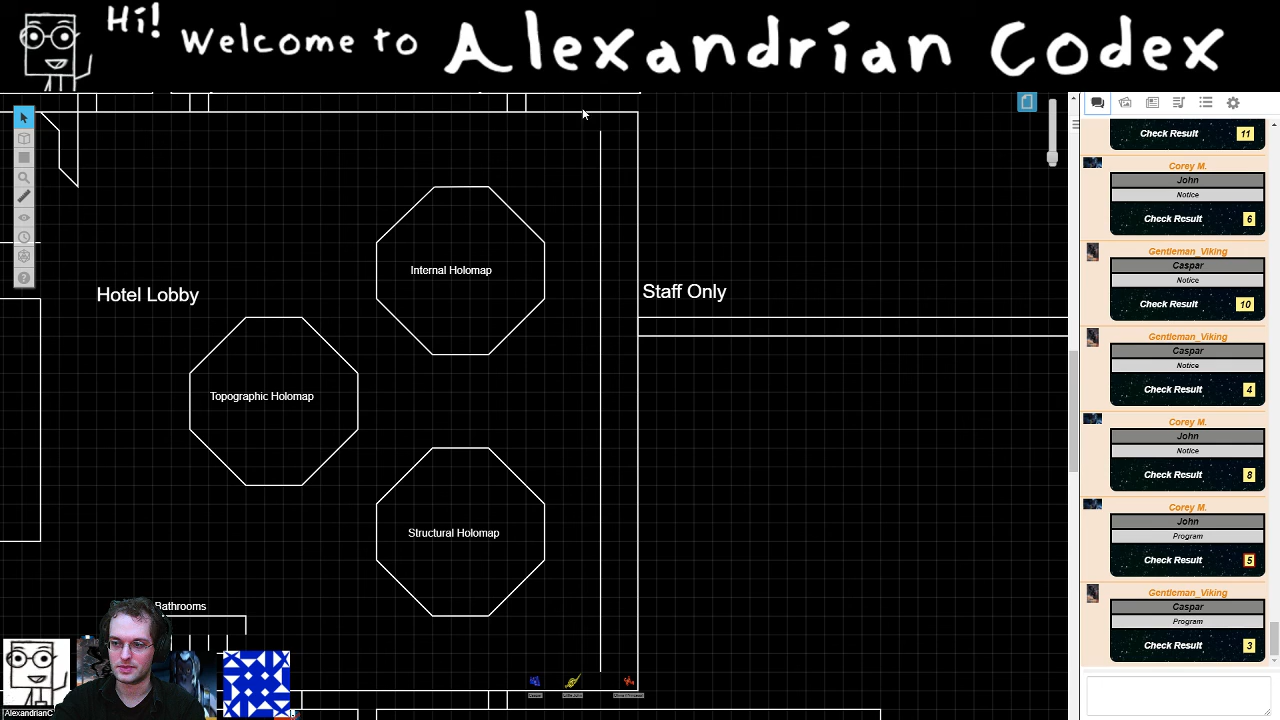 Hi! Welcome to Alexandrian Codex
Internal Holomap
Hotel Lobby
Staff Only
Topographic Holomap
Structural Holomap
Bathrooms
AlexandrianC
Check Result 11
Corey M.
John
Notice
Check Result 6
Gentleman_Viking
Caspar
Notice
Check Result 10
Gentleman_Viking
Caspar
Notice
Check Result 4
Corey M.
John
Notice
Check Result 8
Corey M.
John
Program
Check Result 5
Gentleman_Viking
Caspar
Program
Check Result 3